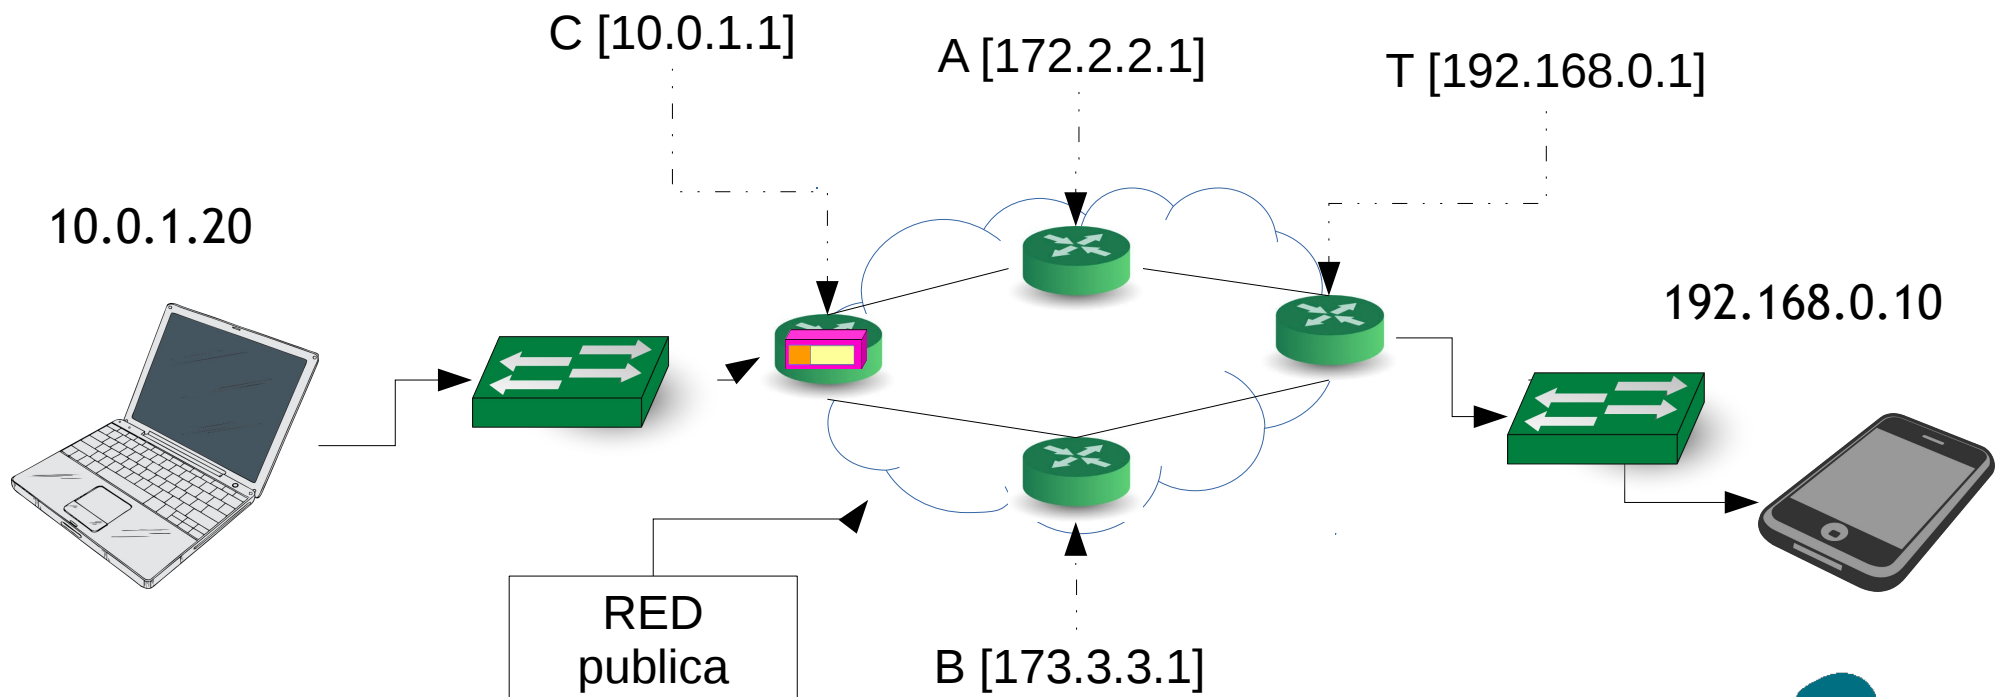 C [10.0.1.1]
A [172.2.2.1]
T [192.168.0.1]
10.0.1.20
192.168.0.10
RED
publica
B [173.3.3.1]